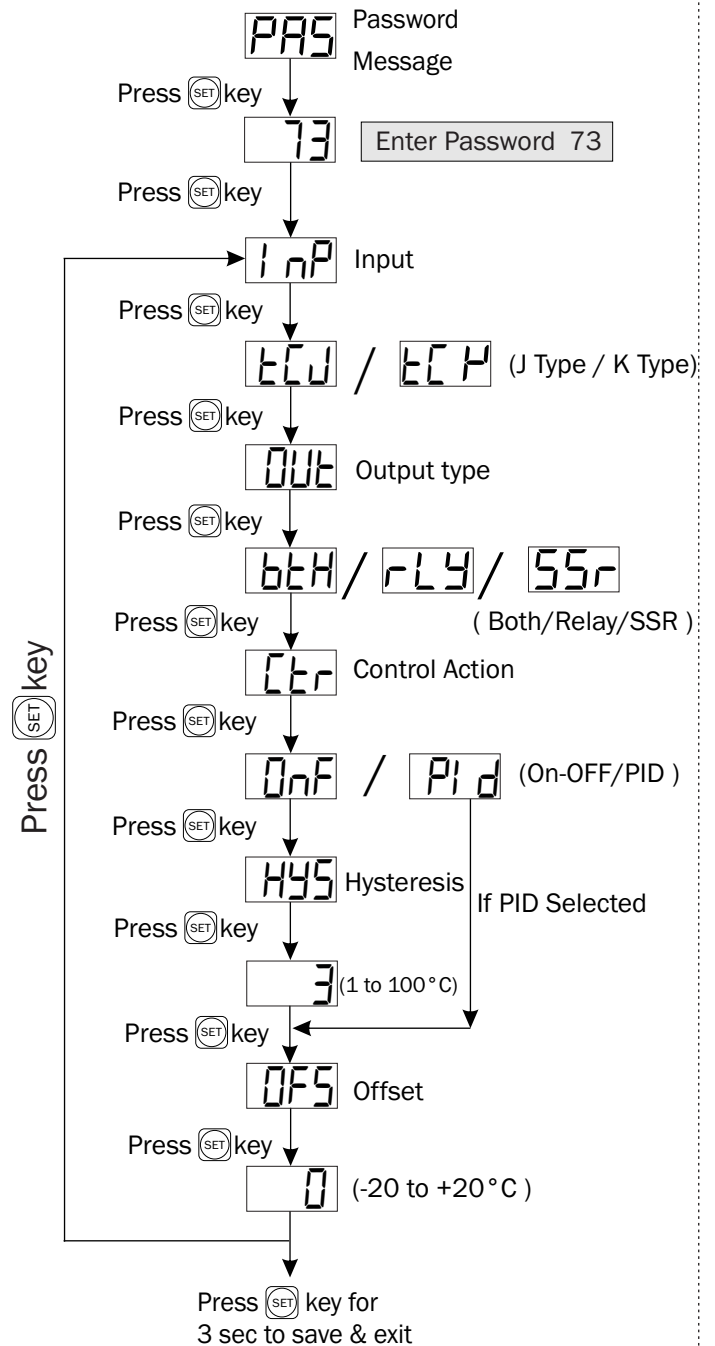 PAS Password
Message
Press SET key
73 Enter Password 73
Press SET key
InP Input
Press SET key
tCJ / tCK (J Type / K Type)
Press SET key
OUt Output type
Press SET key
btH / rLY / SSr
( Both/Relay/SSR )
Press SET key
Ctr Control Action
Press SET key
OnF / PId (On-OFF/PID )
Press SET key
HYS Hysteresis
If PID Selected
Press SET key
3 (1 to 100°C)
Press SET key
OFS Offset
Press SET key
0 (-20 to +20°C )
Press SET key
Press SET key for
3 sec to save & exit